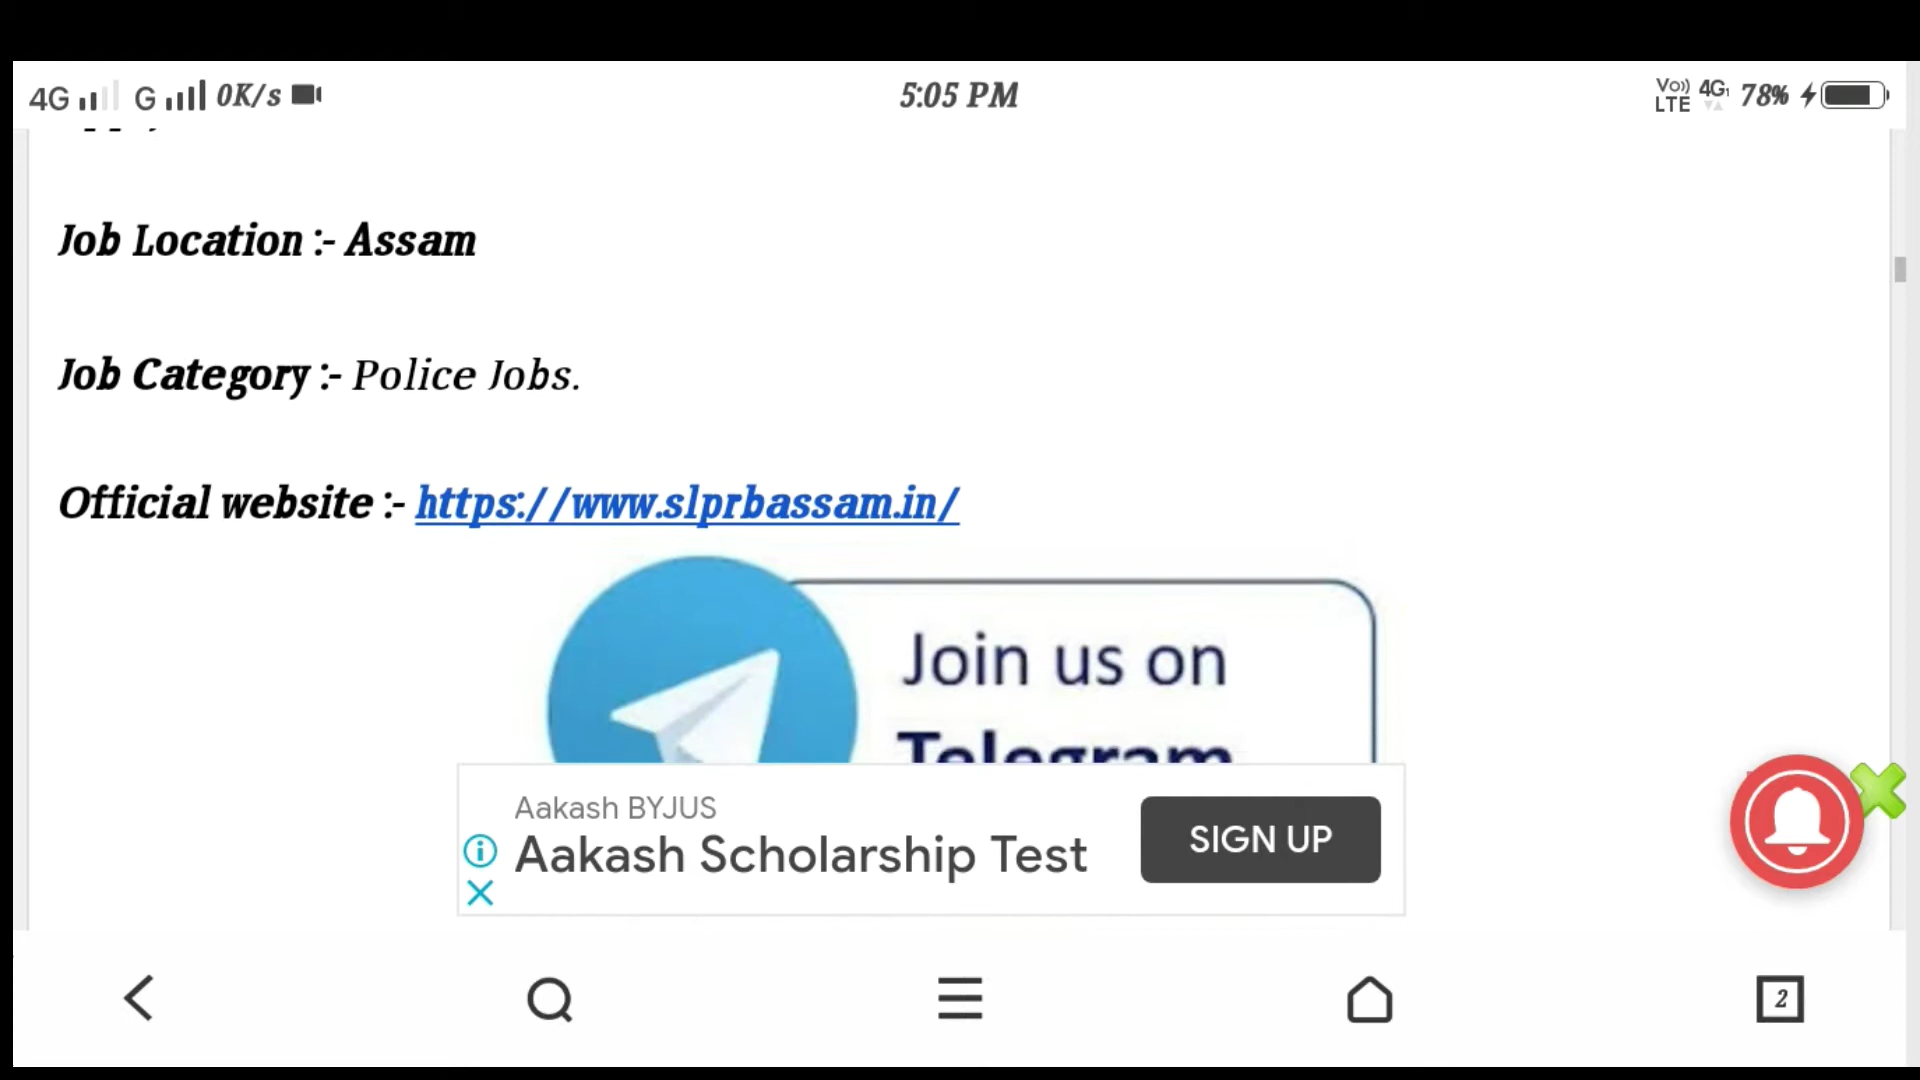 4G G 0K/s 5:05 PM Vo)) LTE 4G 78%
Job Location :- Assam
Job Category :- Police Jobs.
Official website :- https://www.slprbassam.in/
Join us on
Telegram
Aakash BYJUS
Aakash Scholarship Test
SIGN UP
2